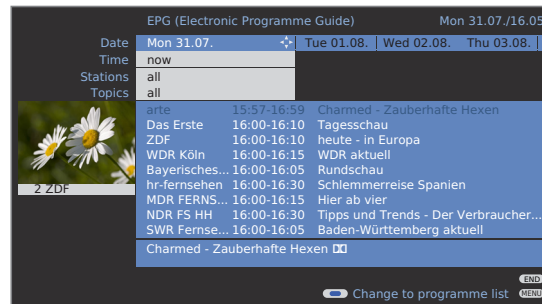 EPG (Electronic Programme Guide) Mon 31.07./16.05
Date Mon 31.07. Tue 01.08. Wed 02.08. Thu 03.08.
Time now
Stations all
Topics all
arte 15:57-16:59 Charmed - Zauberhafte Hexen
Das Erste 16:00-16:10 Tagesschau
ZDF 16:00-16:10 heute - in Europa
WDR Köln 16:00-16:15 WDR aktuell
Bayerisches... 16:00-16:05 Rundschau
hr-fernsehen 16:00-16:30 Schlemmerreise Spanien
MDR FERNS... 16:00-16:15 Hier ab vier
NDR FS HH 16:00-16:30 Tipps und Trends - Der Verbraucher...
SWR Fernse... 16:00-16:05 Baden-Württemberg aktuell
2 ZDF
Charmed - Zauberhafte Hexen
END
Change to programme list MENU